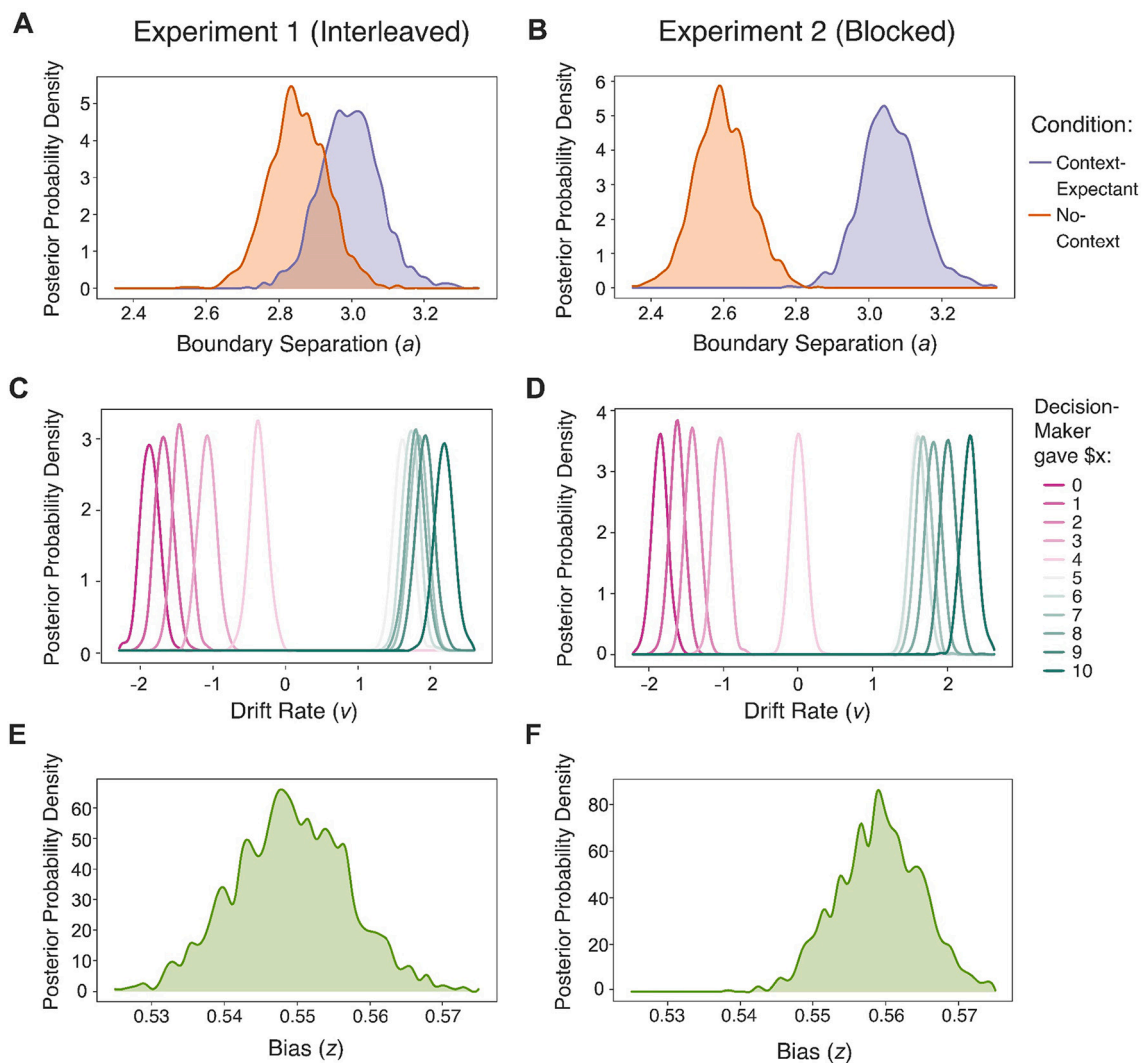 A
Experiment 1 (Interleaved)
Posterior Probability Density
5
4
3
2
1
0
2.4
2.6
2.8
3.0
3.2
Boundary Separation (a)
B
Experiment 2 (Blocked)
Posterior Probability Density
6
5
4
3
2
1
0
2.4
2.6
2.8
3.0
3.2
Boundary Separation (a)
Condition:
Context-
Expectant
No-
Context
C
Posterior Probability Density
3
2
1
0
-2
-1
0
1
2
Drift Rate (v)
D
Posterior Probability Density
4
3
2
1
0
-2
-1
0
1
2
Drift Rate (v)
Decision-
Maker
gave $x:
0
1
2
3
4
5
6
7
8
9
10
E
Posterior Probability Density
60
50
40
30
20
10
0
0.53
0.54
0.55
0.56
0.57
Bias (z)
F
Posterior Probability Density
80
60
40
20
0
0.53
0.54
0.55
0.56
0.57
Bias (z)